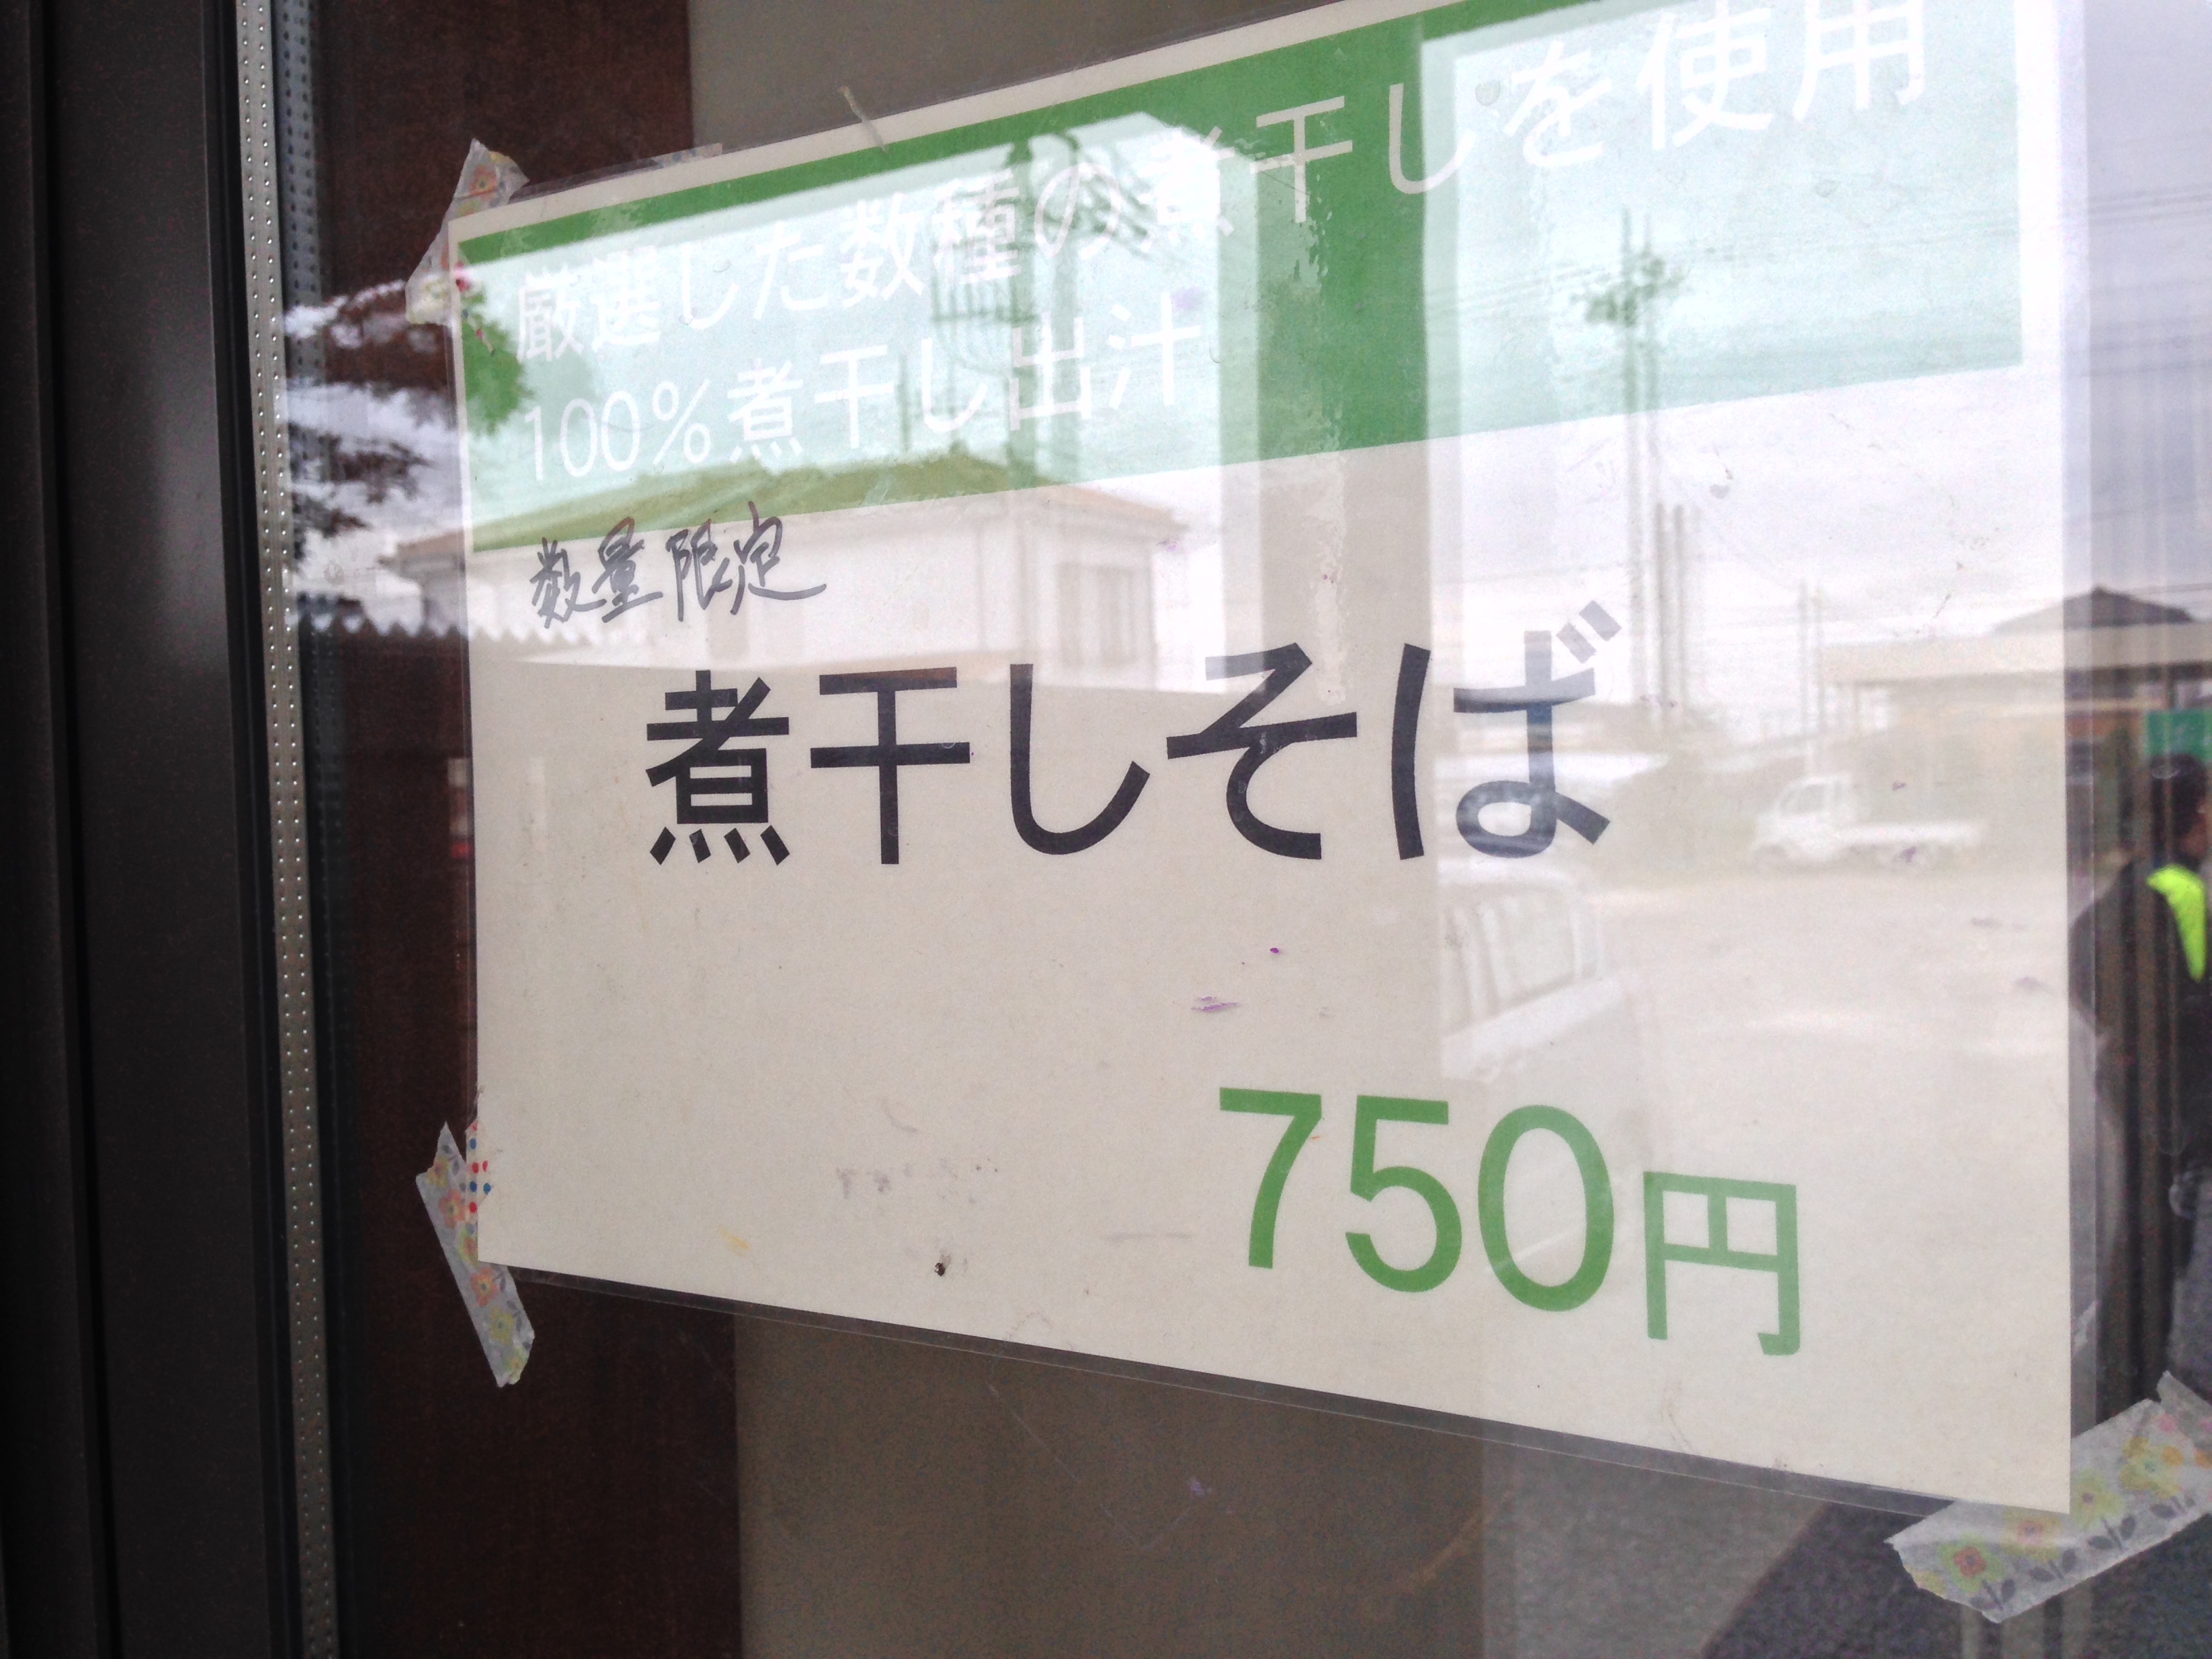 厳選した数種の煮干しを使用
100%煮干し出汁
数量限定
煮干しそば
750円